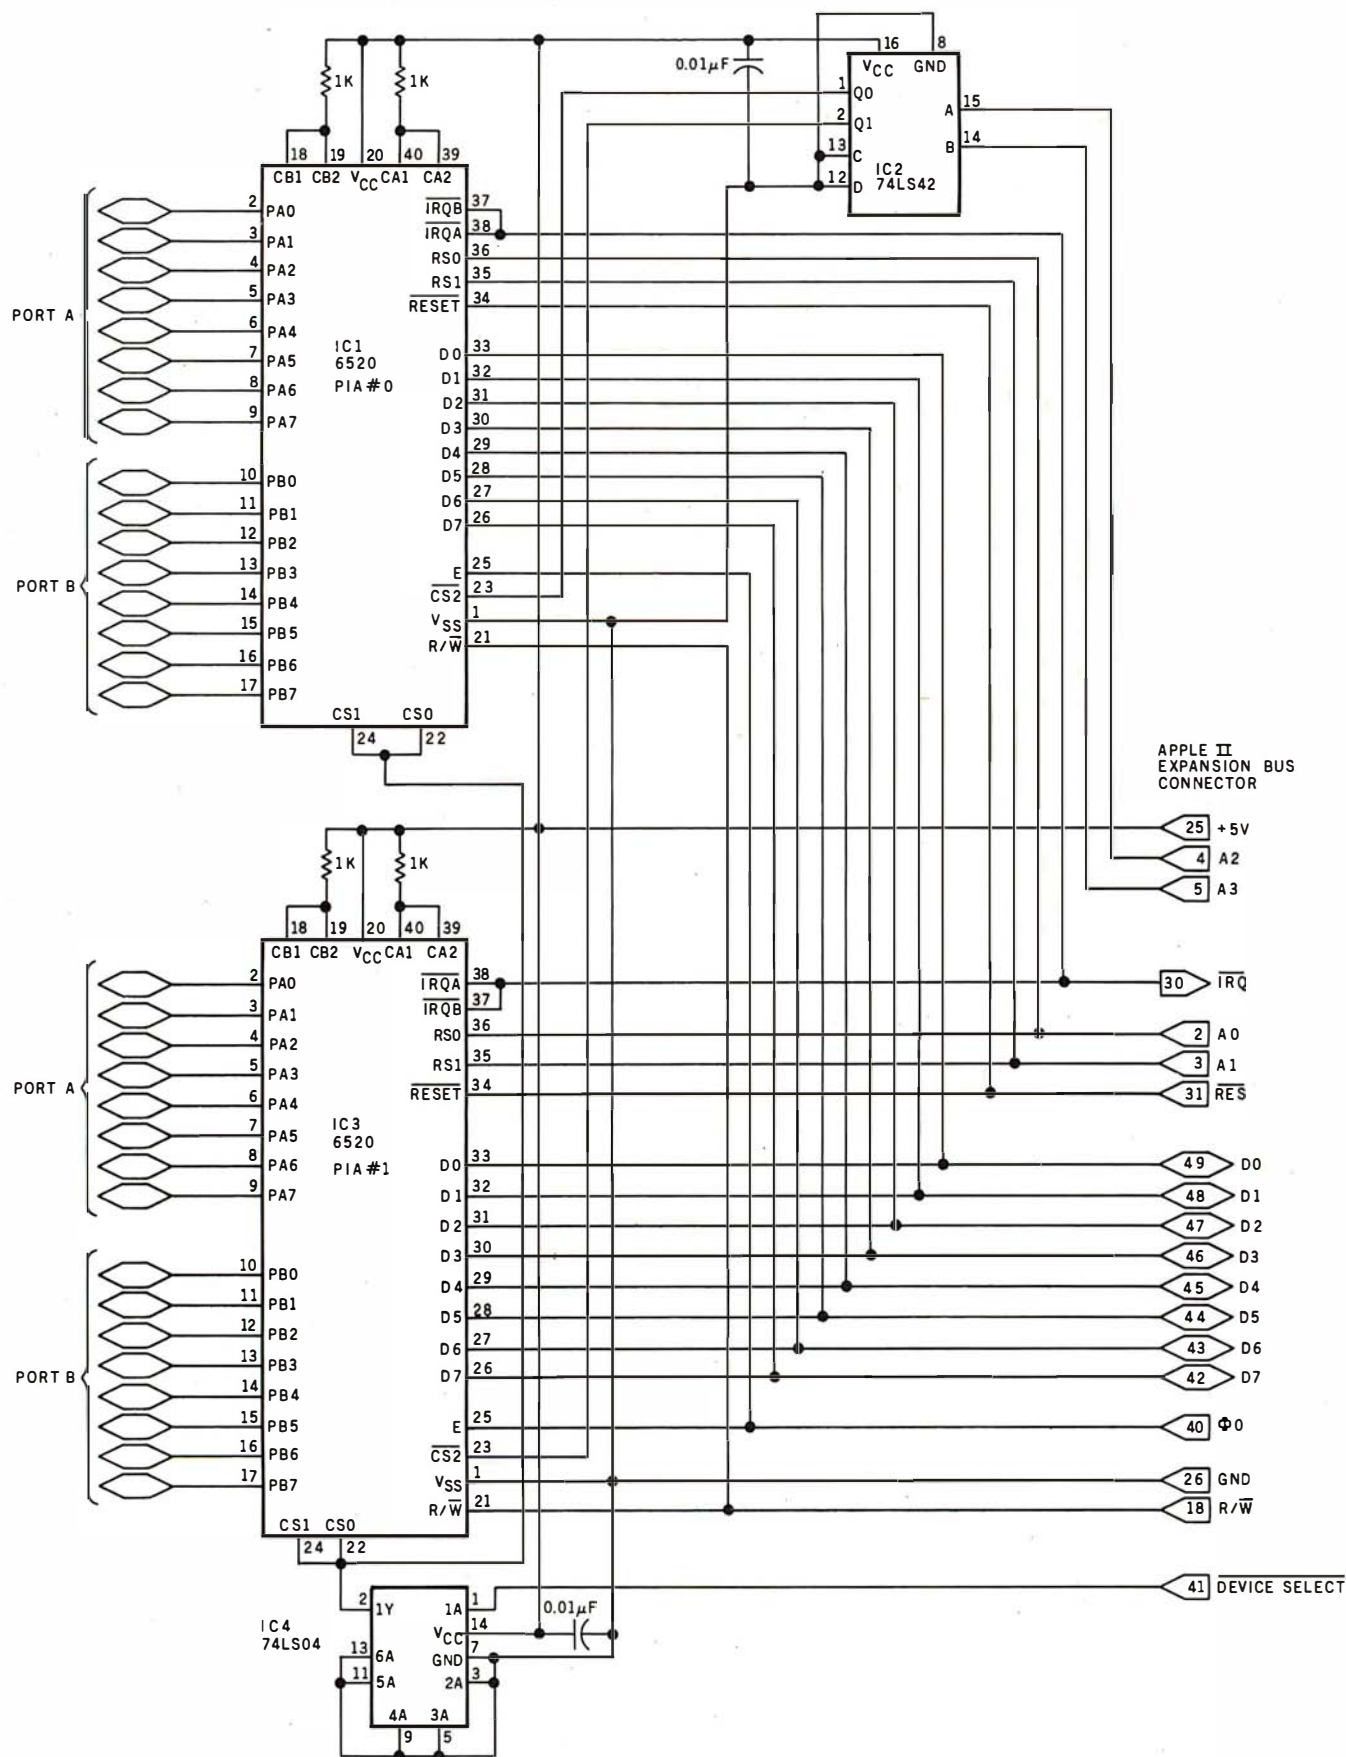 16 8
0.01µF
VCC GND
1K 1K
1 Q0
A 15
2 Q1
B 14
13 C
12 D
IC2
74LS42
18 19 20 40 39
CB1 CB2 VCC CA1 CA2
PORT A
2 PA0
3 PA1
4 PA2
5 PA3
6 PA4
7 PA5
8 PA6
9 PA7
PORT B
10 PB0
11 PB1
12 PB2
13 PB3
14 PB4
15 PB5
16 PB6
17 PB7
IC1
6520
PIA#0
IRQB 37
IRQA 38
RS0 36
RS1 35
RESET 34
D0 33
D1 32
D2 31
D3 30
D4 29
D5 28
D6 27
D7 26
E 25
CS2 23
VSS 1
R/W 21
CS1 CS0
24 22
APPLE II
EXPANSION BUS
CONNECTOR
25 +5V
4 A2
5 A3
30 IRQ
2 A0
3 A1
31 RES
49 D0
48 D1
47 D2
46 D3
45 D4
44 D5
43 D6
42 D7
40 Φ0
26 GND
18 R/W
41 DEVICE SELECT
1K 1K
18 19 20 40 39
CB1 CB2 VCC CA1 CA2
PORT A
2 PA0
3 PA1
4 PA2
5 PA3
6 PA4
7 PA5
8 PA6
9 PA7
PORT B
10 PB0
11 PB1
12 PB2
13 PB3
14 PB4
15 PB5
16 PB6
17 PB7
IC3
6520
PIA#1
IRQA 38
IRQB 37
RS0 36
RS1 35
RESET 34
D0 33
D1 32
D2 31
D3 30
D4 29
D5 28
D6 27
D7 26
E 25
CS2 23
VSS 1
R/W 21
CS1 CS0
24 22
IC4
74LS04
2 1Y
1A 1
0.01µF
VCC 14
13 6A
GND 7
11 5A
2A 3
4A 3A
9 5